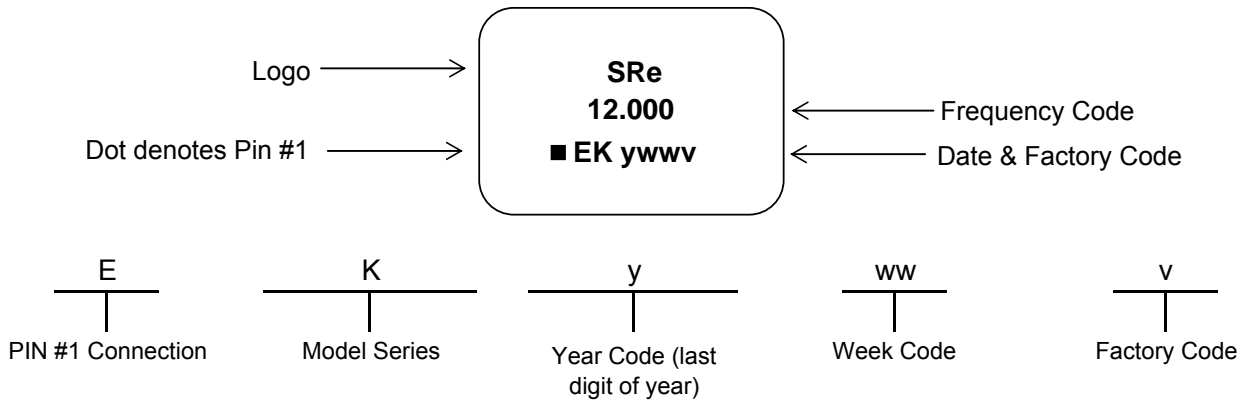 Logo
SRe
12.000
Frequency Code
Dot denotes Pin #1
■ EK ywwv
Date & Factory Code
E
K
y
ww
v
PIN #1 Connection
Model Series
Year Code (last
digit of year)
Week Code
Factory Code